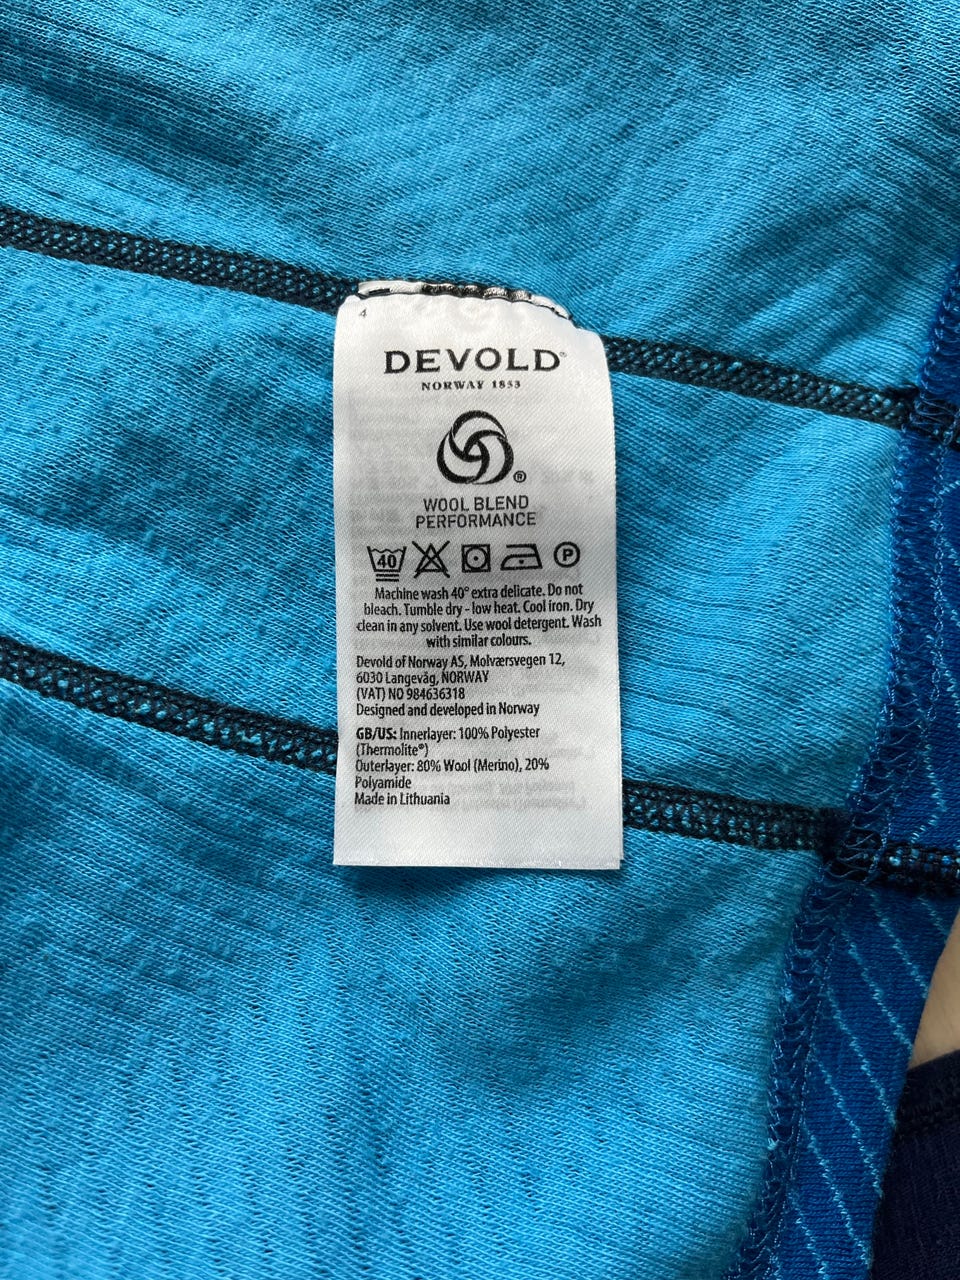 4
DEVOLD®
NORWAY 1853
®
WOOL BLEND
PERFORMANCE
40 P
Machine wash 40° extra delicate. Do not
bleach. Tumble dry - low heat. Cool iron. Dry
clean in any solvent. Use wool detergent. Wash
with similar colours.
Devold of Norway AS, Molværsvegen 12,
6030 Langevåg, NORWAY
(VAT) NO 984636318
Designed and developed in Norway
GB/US: Innerlayer: 100% Polyester
(Thermolite®)
Outerlayer: 80% Wool (Merino), 20%
Polyamide
Made in Lithuania